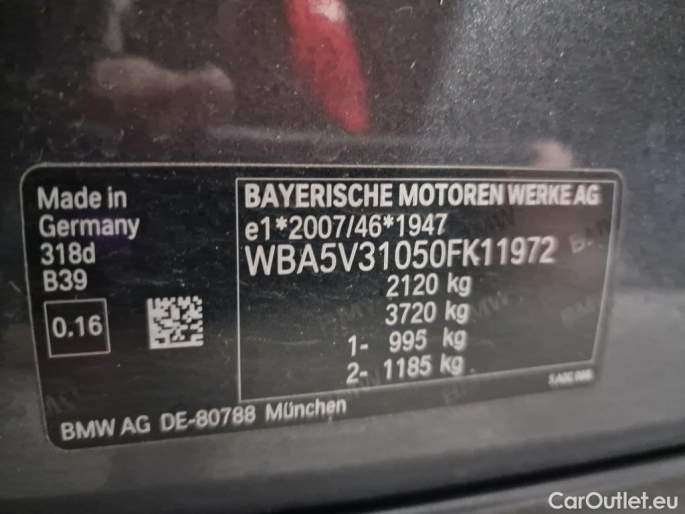 Made in
Germany
318d
B39
0.16
BAYERISCHE MOTOREN WERKE AG
e1*2007/46*1947
WBA5V31050FK11972
2120 kg
3720 kg
1- 995 kg
2- 1185 kg
BMW AG DE-80788 München
CarOutlet.eu